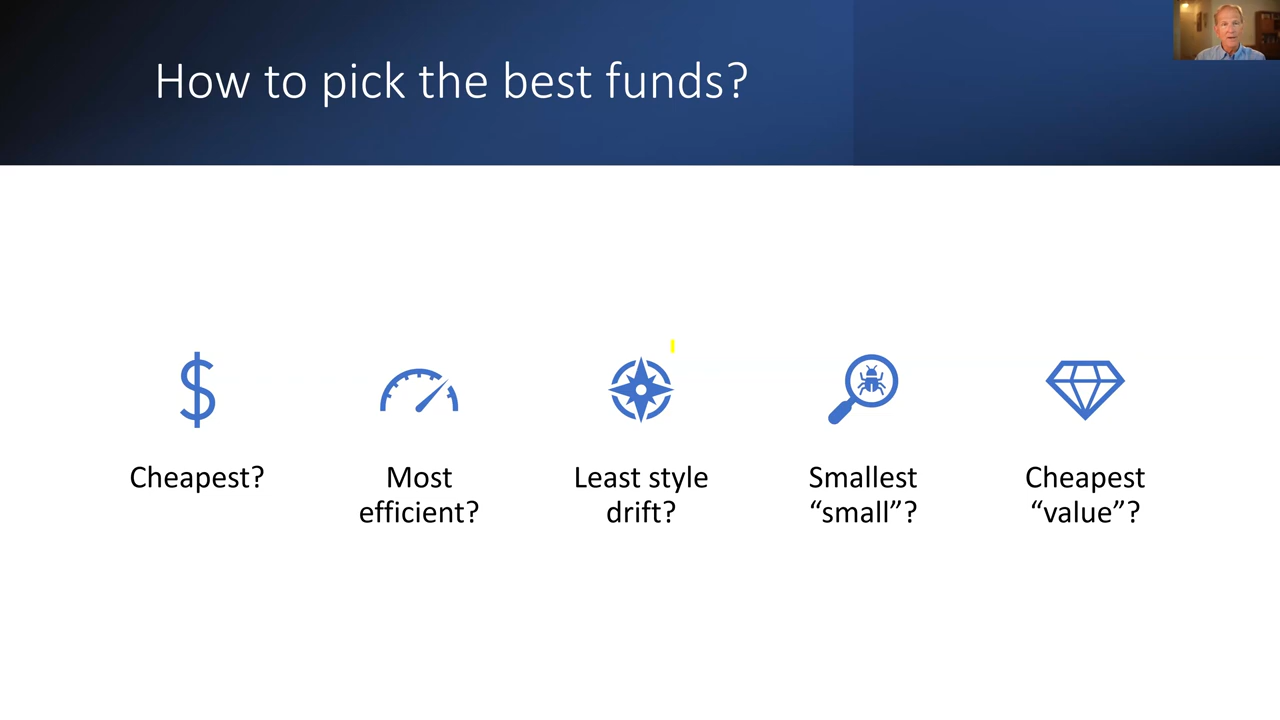 How to pick the best funds?
Cheapest?
Most
efficient?
Least style
drift?
Smallest
“small”?
Cheapest
“value”?